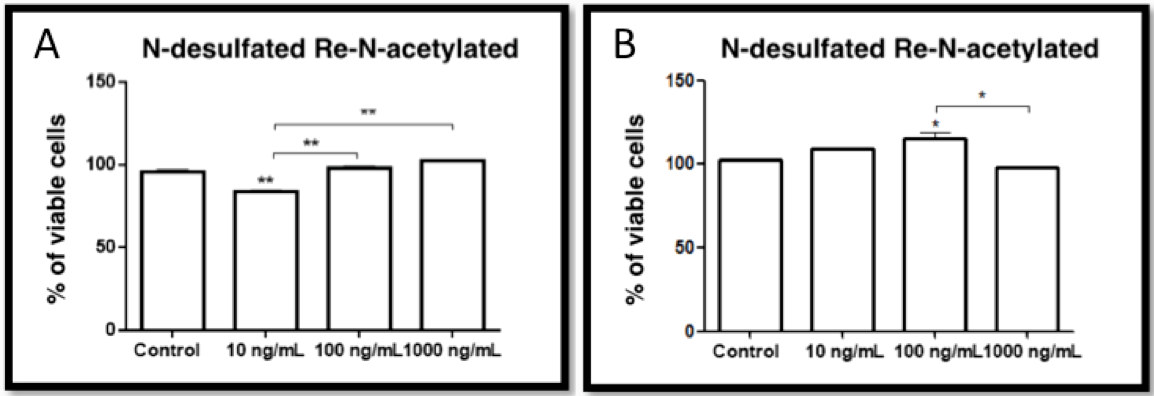 A
N-desulfated Re-N-acetylated
% of viable cells
150
100
50
0
**
**
**
Control
10 ng/mL
100 ng/mL
1000 ng/mL
B
N-desulfated Re-N-acetylated
% of viable cells
150
100
50
0
*
*
Control
10 ng/mL
100 ng/mL
1000 ng/mL